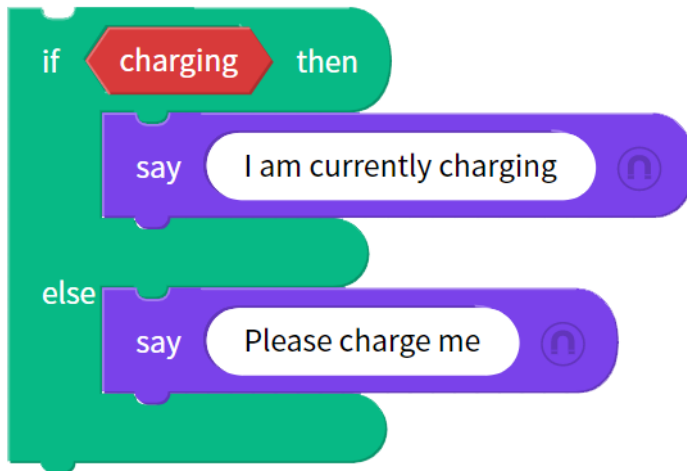 if charging then
say I am currently charging
else
say Please charge me